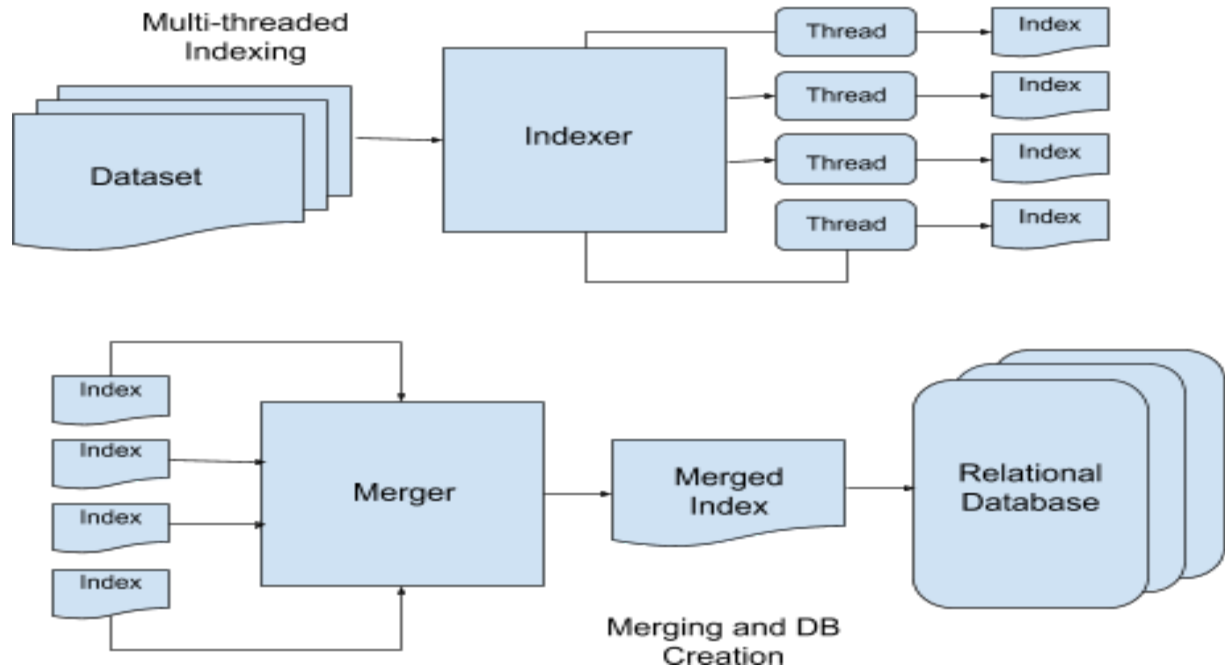 Multi-threaded
Indexing
Dataset
Indexer
Thread
Index
Thread
Index
Thread
Index
Thread
Index
Index
Index
Index
Index
Merger
Merged
Index
Relational
Database
Merging and DB
Creation